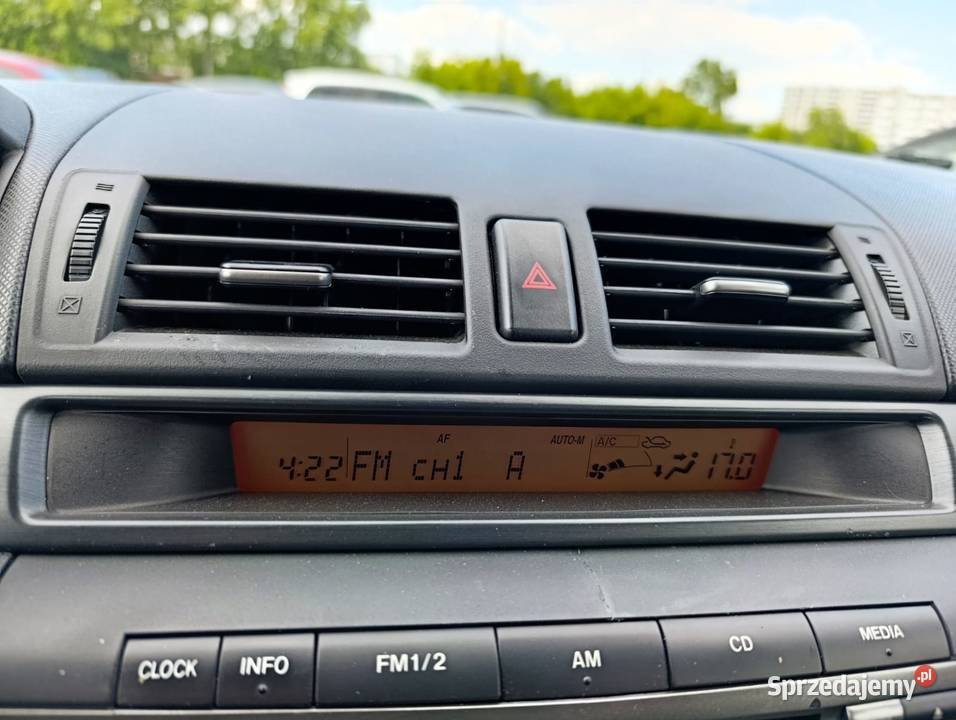 AF AUTO-M A/C
4:22 FM CH1 A 17.0
CLOCK INFO FM1/2 AM CD MEDIA
Sprzedajemy.pl